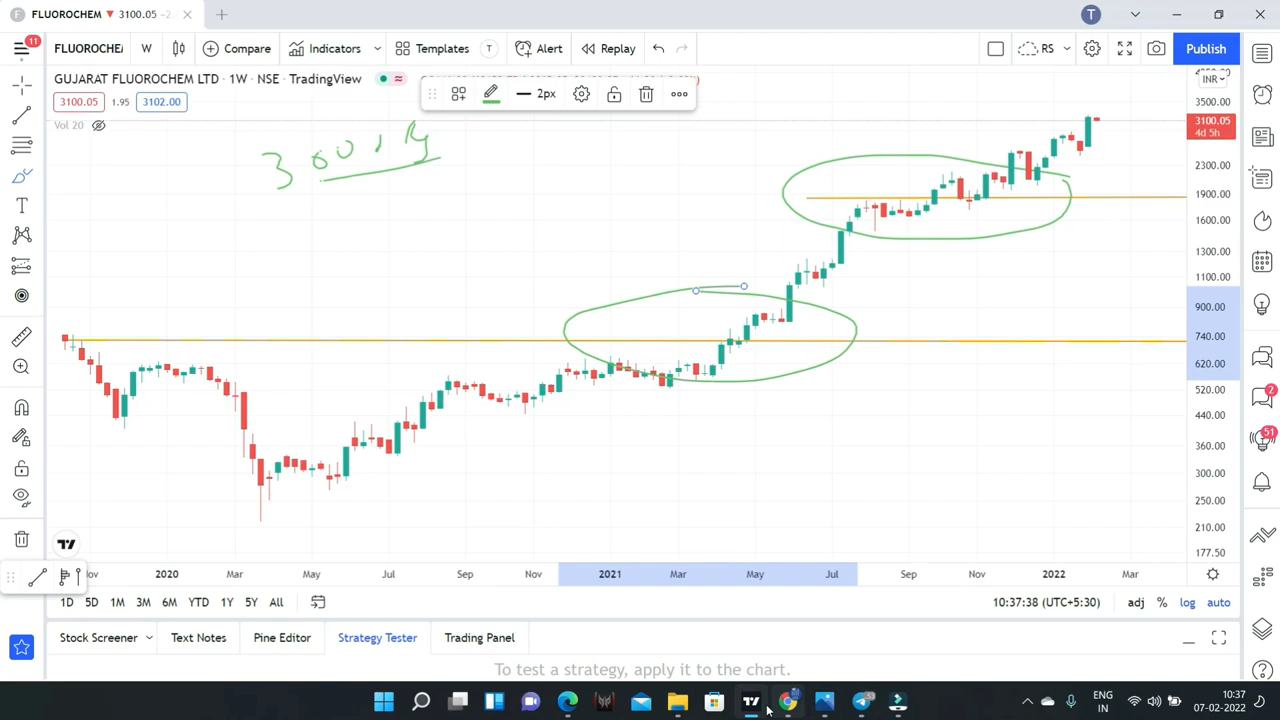 FLUOROCHEM ▼ 3100.05 −2.
T
11
FLUOROCHE
W
Compare
Indicators
Templates
T
Alert
Replay
RS
Publish
GUJARAT FLUOROCHEM LTD · 1W · NSE · TradingView
INR
2px
3100.05
1.95
3102.00
Vol 20
3500.00
3100.05
4d 5h
2300.00
1900.00
1600.00
1300.00
1100.00
900.00
740.00
620.00
520.00
440.00
360.00
300.00
250.00
210.00
177.50
2
51
2020
Mar
May
Jul
Sep
Nov
2021
Mar
May
Jul
Sep
Nov
2022
Mar
1D 5D 1M 3M 6M YTD 1Y 5Y All
10:37:38 (UTC+5:30)
adj % log auto
Stock Screener
Text Notes
Pine Editor
Strategy Tester
Trading Panel
To test a strategy, apply it to the chart.
ENG
IN
10:37
07-02-2022